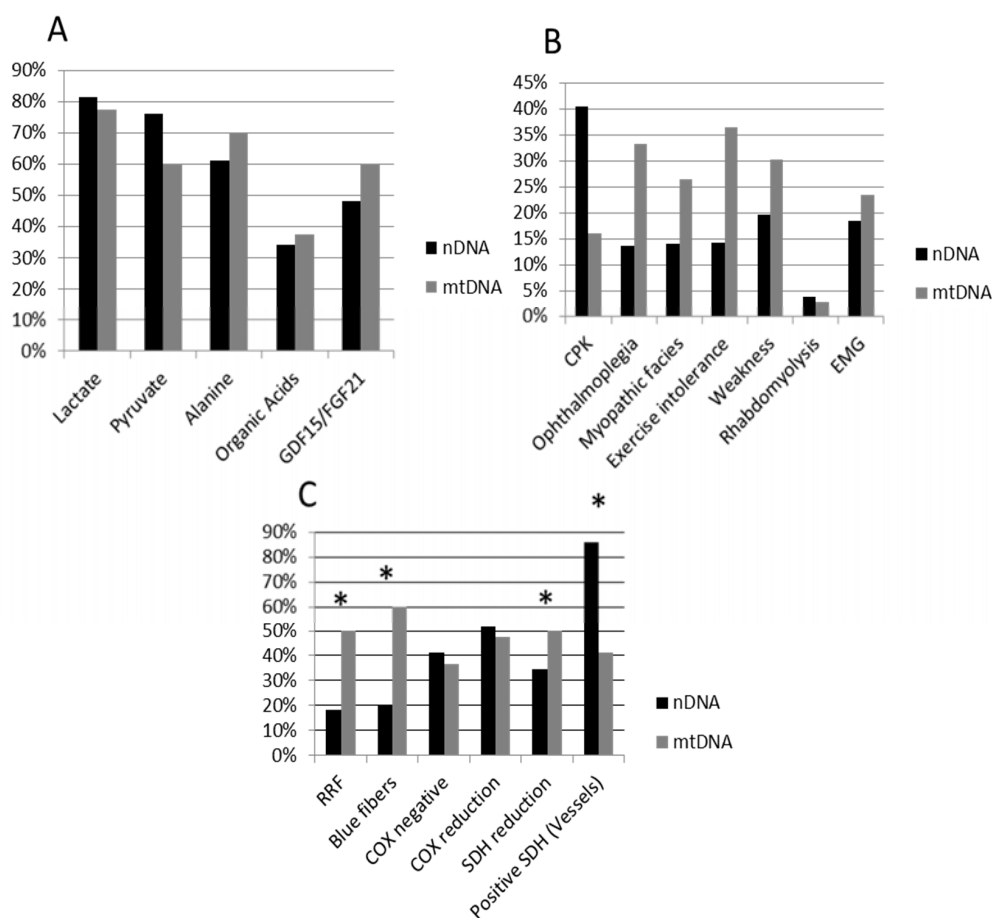 A
90%
80%
70%
60%
50%
40%
30%
20%
10%
0%
Lactate
Pyruvate
Alanine
Organic Acids
GDF15/FGF21
nDNA
mtDNA
B
45%
40%
35%
30%
25%
20%
15%
10%
5%
0%
CPK
Ophthalmoplegia
Myopathic facies
Exercise intolerance
Weakness
Rhabdomyolysis
EMG
nDNA
mtDNA
C
90%
80%
70%
60%
50%
40%
30%
20%
10%
0%
*
*
*
*
RRF
Blue fibers
COX negative
COX reduction
SDH reduction
Positive SDH (Vessels)
nDNA
mtDNA